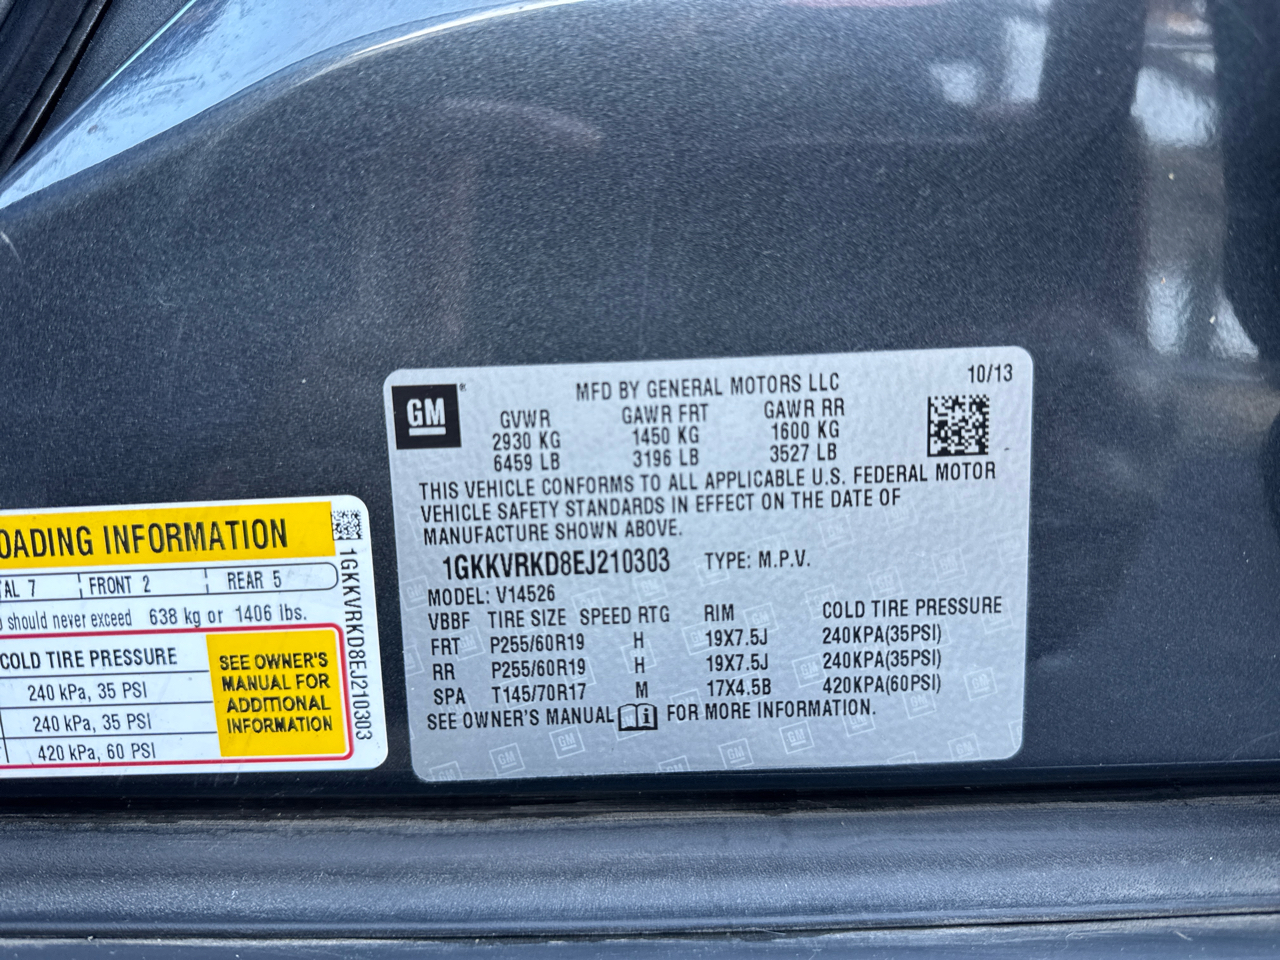 GM®
MFD BY GENERAL MOTORS LLC
10/13
GVWR GAWR FRT GAWR RR
2930 KG 1450 KG 1600 KG
6459 LB 3196 LB 3527 LB
THIS VEHICLE CONFORMS TO ALL APPLICABLE U.S. FEDERAL MOTOR
VEHICLE SAFETY STANDARDS IN EFFECT ON THE DATE OF
MANUFACTURE SHOWN ABOVE.
1GKKVRKD8EJ210303 TYPE: M.P.V.
MODEL: V14526
VBBF TIRE SIZE SPEED RTG RIM COLD TIRE PRESSURE
FRT P255/60R19 H 19X7.5J 240KPA(35PSI)
RR P255/60R19 H 19X7.5J 240KPA(35PSI)
SPA T145/70R17 M 17X4.5B 420KPA(60PSI)
SEE OWNER'S MANUAL FOR MORE INFORMATION.
OADING INFORMATION
AL 7 FRONT 2 REAR 5
should never exceed 638 kg or 1406 lbs.
COLD TIRE PRESSURE
240 kPa, 35 PSI
240 kPa, 35 PSI
420 kPa, 60 PSI
SEE OWNER'S
MANUAL FOR
ADDITIONAL
INFORMATION
1GKKVRKD8EJ210303